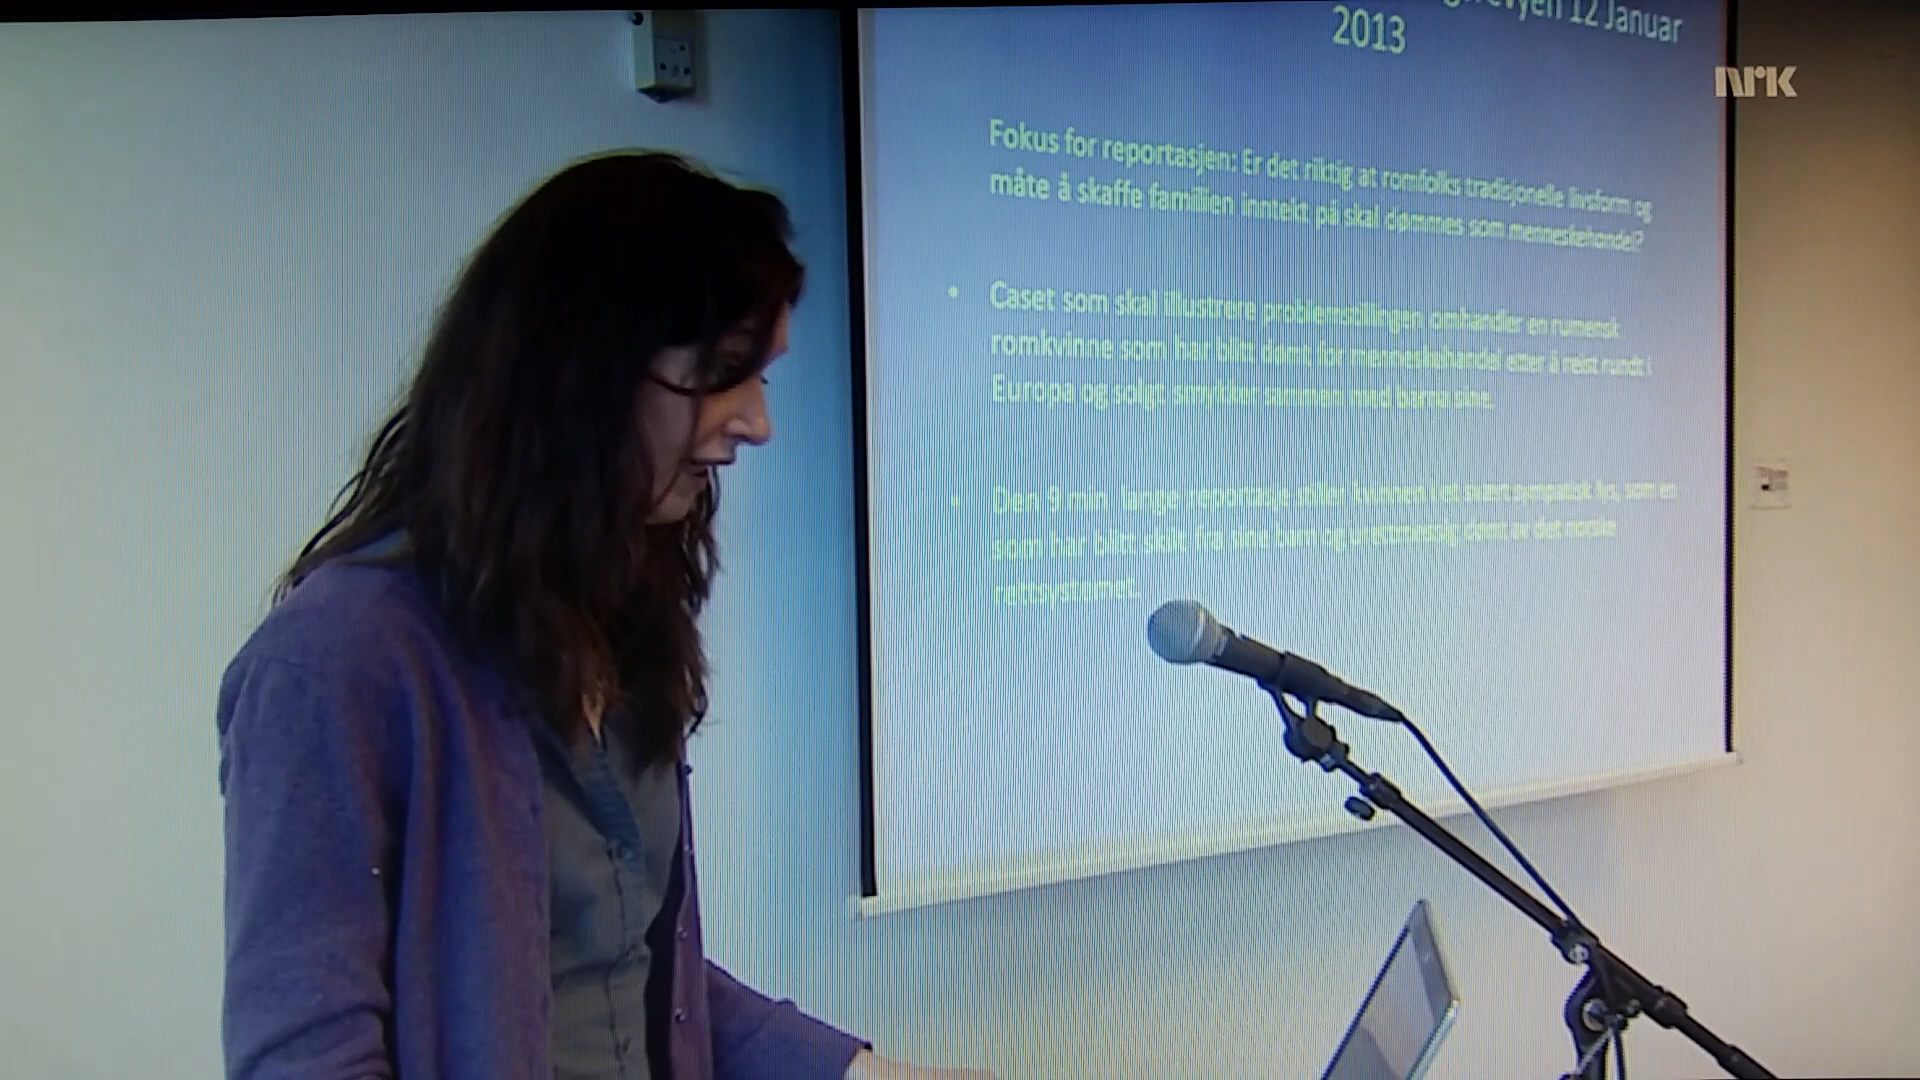 12 Januar
2013
nrk
Fokus for reportasjen: Er det riktig at romfolks tradisjonelle livsform og
måte å skaffe familien inntekt på skal dømmes som menneskehandel?
• Caset som skal illustrere problemstillingen omhandler en rumensk
romkvinne som har blitt dømt for menneskehandel etter å reist rundt i
Europa og solgt smykker sammen med barna sine.
• Den 9 min lange reportasje stiller kvinnen i et svært sympatisk lys, som en
som har blitt skilt fra sine barn og urettmessig dømt av det norske
rettsystemet.